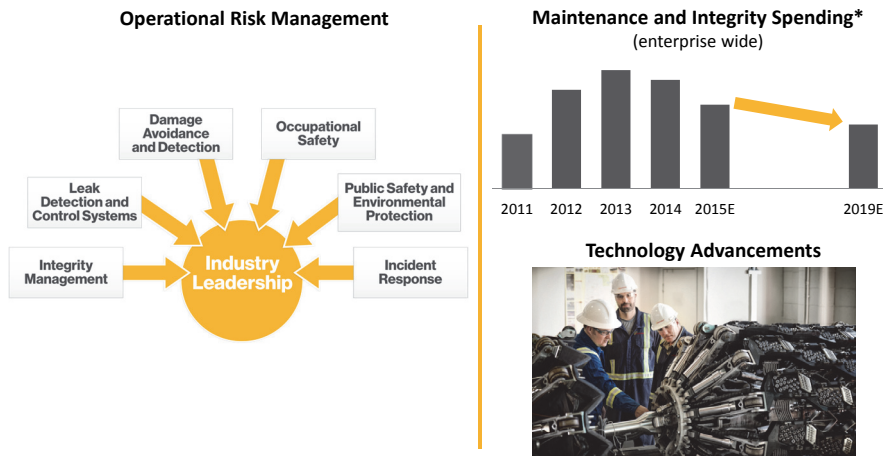 Operational Risk Management
Damage
Avoidance
and Detection
Occupational
Safety
Leak
Detection and
Control Systems
Public Safety and
Environmental
Protection
Integrity
Management
Industry
Leadership
Incident
Response
Maintenance and Integrity Spending*
(enterprise wide)
2011
2012
2013
2014
2015E
2019E
Technology Advancements